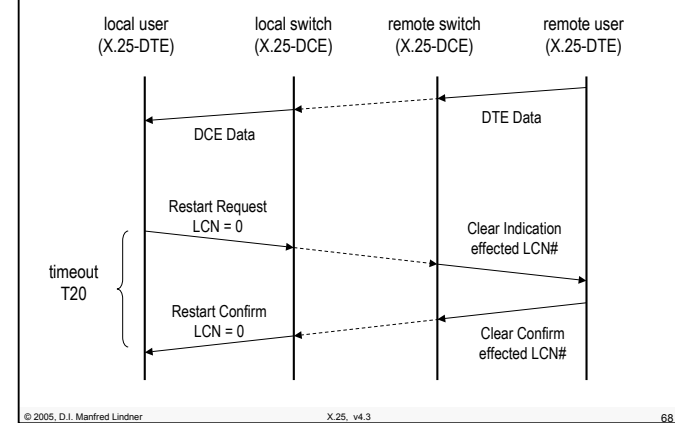 local user
(X.25-DTE)
local switch
(X.25-DCE)
remote switch
(X.25-DCE)
remote user
(X.25-DTE)
DCE Data
DTE Data
Restart Request
LCN = 0
Clear Indication
effected LCN#
timeout
T20
Restart Confirm
LCN = 0
Clear Confirm
effected LCN#
© 2005, D.I. Manfred Lindner
X.25, v4.3
68